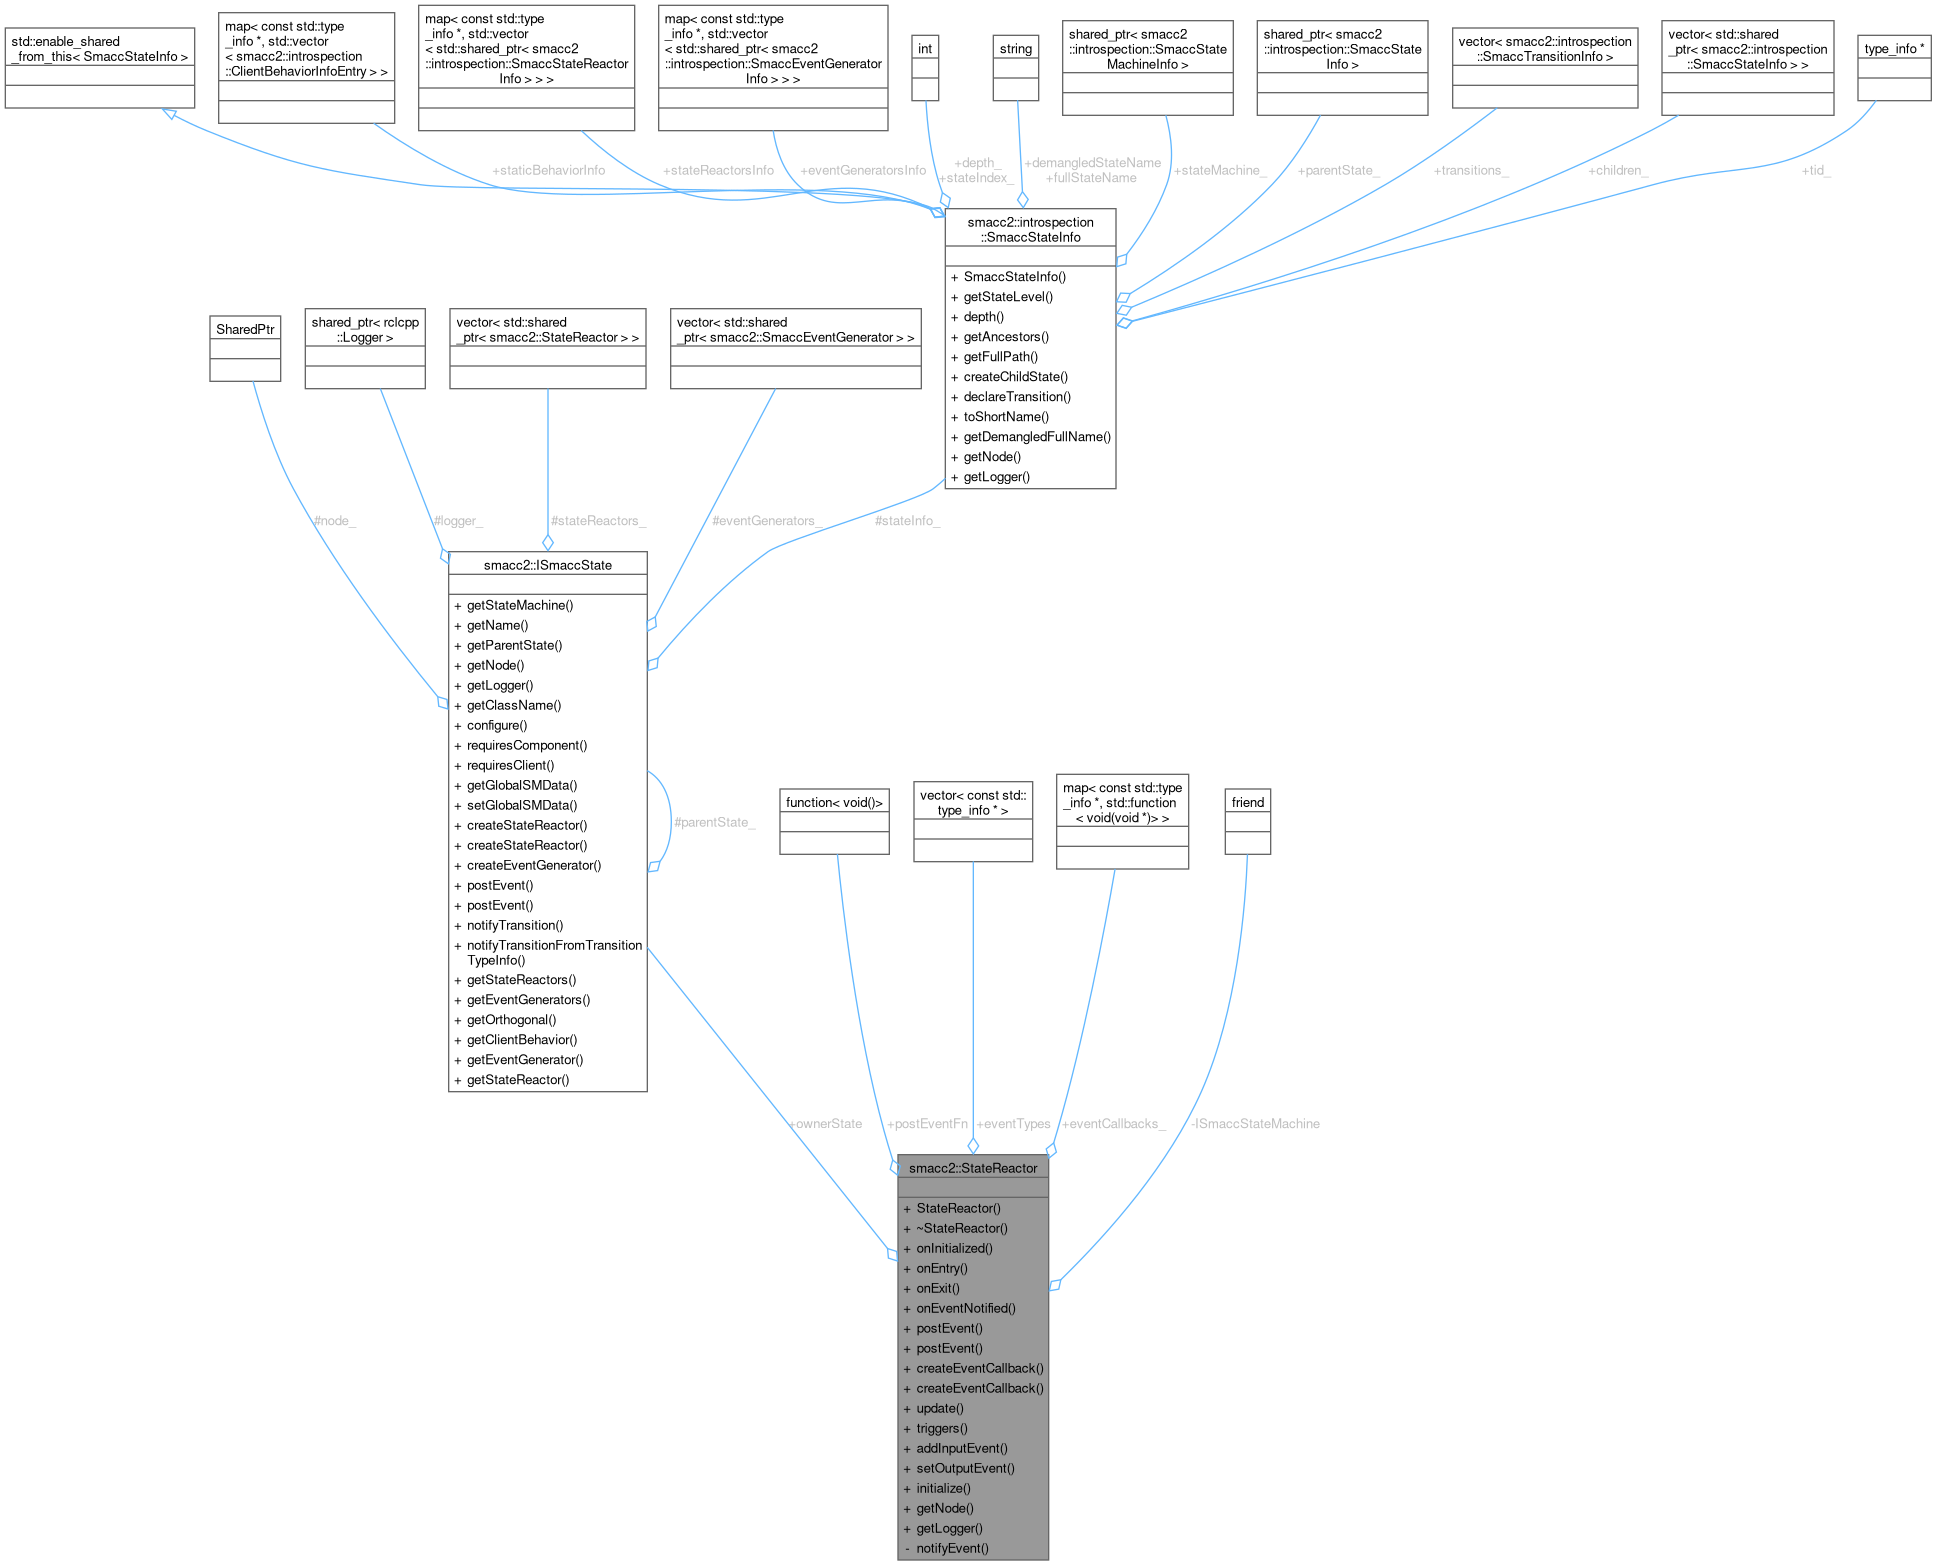 std::enable_shared
_from_this< SmaccStateInfo >
map< const std::type
_info *, std::vector
< smacc2::introspection
::ClientBehaviorInfoEntry > >
map< const std::type
_info *, std::vector
< std::shared_ptr< smacc2
::introspection::SmaccStateReactor
Info > > >
map< const std::type
_info *, std::vector
< std::shared_ptr< smacc2
::introspection::SmaccEventGenerator
Info > > >
int
string
shared_ptr< smacc2
::introspection::SmaccState
MachineInfo >
shared_ptr< smacc2
::introspection::SmaccState
Info >
vector< smacc2::introspection
::SmaccTransitionInfo >
vector< std::shared
_ptr< smacc2::introspection
::SmaccStateInfo > >
type_info *
+staticBehaviorInfo
+stateReactorsInfo
+eventGeneratorsInfo
+depth_
+stateIndex_
+demangledStateName
+fullStateName
+stateMachine_
+parentState_
+transitions_
+children_
+tid_
smacc2::introspection
::SmaccStateInfo
+ SmaccStateInfo()
+ getStateLevel()
+ depth()
+ getAncestors()
+ getFullPath()
+ createChildState()
+ declareTransition()
+ toShortName()
+ getDemangledFullName()
+ getNode()
+ getLogger()
SharedPtr
shared_ptr< rclcpp
::Logger >
vector< std::shared
_ptr< smacc2::StateReactor > >
vector< std::shared
_ptr< smacc2::SmaccEventGenerator > >
#node_
#logger_
#stateReactors_
#eventGenerators_
#stateInfo_
smacc2::ISmaccState
+ getStateMachine()
+ getName()
+ getParentState()
+ getNode()
+ getLogger()
+ getClassName()
+ configure()
+ requiresComponent()
+ requiresClient()
+ getGlobalSMData()
+ setGlobalSMData()
+ createStateReactor()
+ createStateReactor()
+ createEventGenerator()
+ postEvent()
+ postEvent()
+ notifyTransition()
+ notifyTransitionFromTransition
TypeInfo()
+ getStateReactors()
+ getEventGenerators()
+ getOrthogonal()
+ getClientBehavior()
+ getEventGenerator()
+ getStateReactor()
#parentState_
function< void()>
vector< const std::
type_info * >
map< const std::type
_info *, std::function
< void(void *)> >
friend
+ownerState
+postEventFn
+eventTypes
+eventCallbacks_
-ISmaccStateMachine
smacc2::StateReactor
+ StateReactor()
+ ~StateReactor()
+ onInitialized()
+ onEntry()
+ onExit()
+ onEventNotified()
+ postEvent()
+ postEvent()
+ createEventCallback()
+ createEventCallback()
+ update()
+ triggers()
+ addInputEvent()
+ setOutputEvent()
+ initialize()
+ getNode()
+ getLogger()
- notifyEvent()